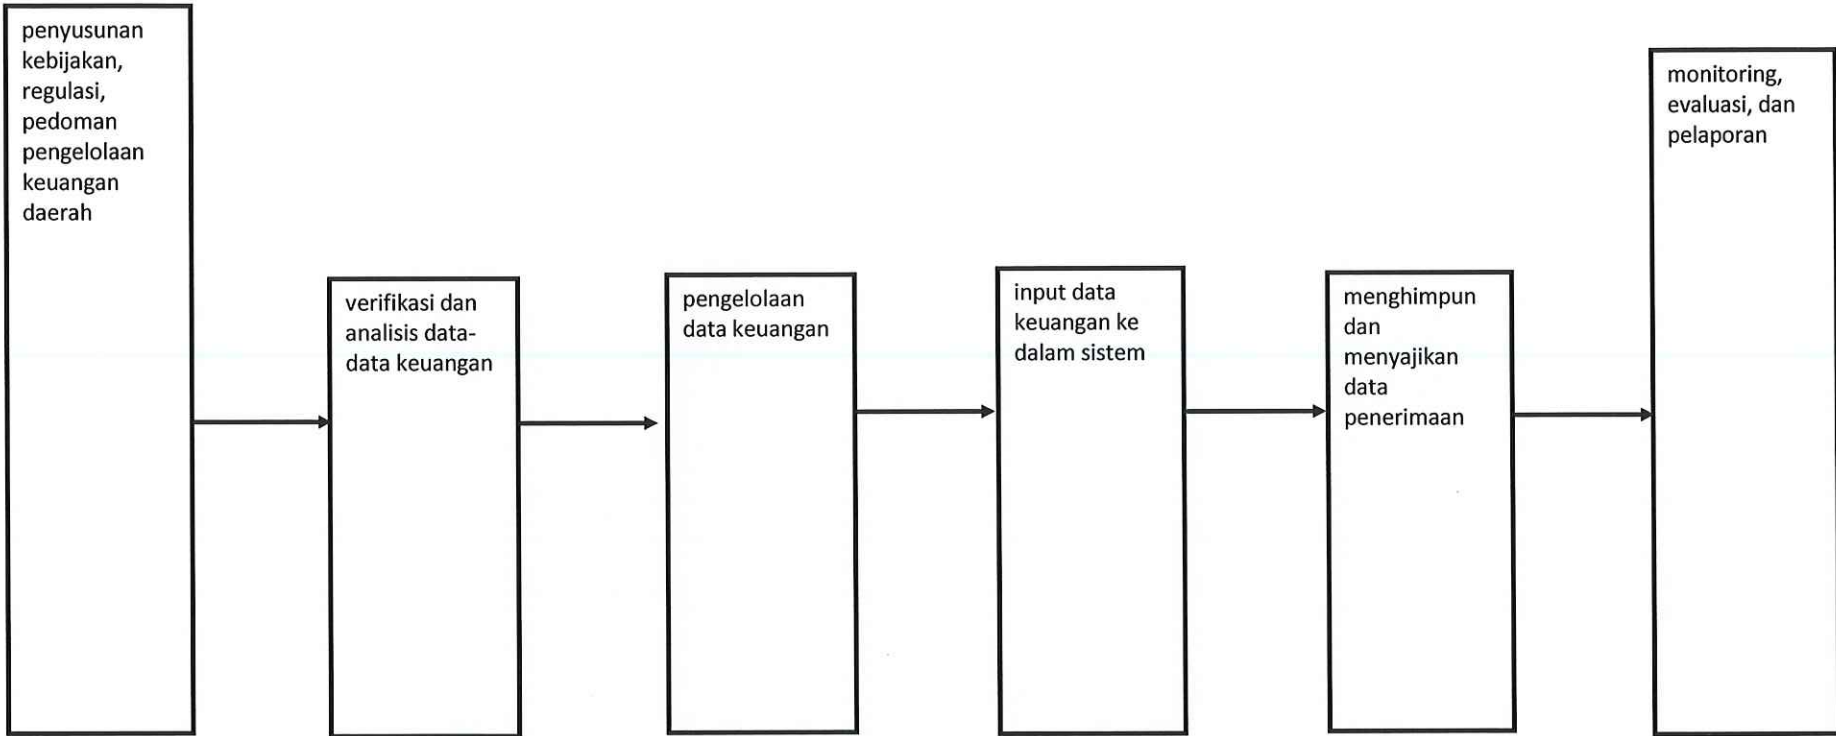 penyusunan
kebijakan,
regulasi,
pedoman
pengelolaan
keuangan
daerah
verifikasi dan
analisis data-
data keuangan
pengelolaan
data keuangan
input data
keuangan ke
dalam sistem
menghimpun
dan
menyajikan
data
penerimaan
monitoring,
evaluasi, dan
pelaporan